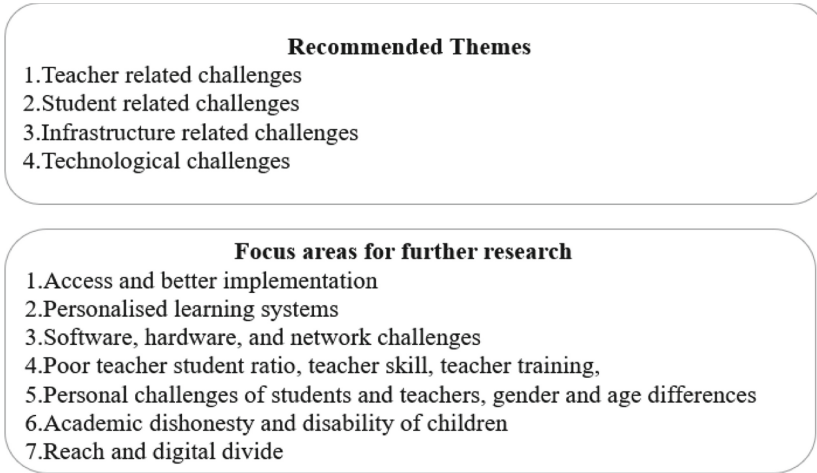 Recommended Themes
1.Teacher related challenges
2.Student related challenges
3.Infrastructure related challenges
4.Technological challenges
Focus areas for further research
1.Access and better implementation
2.Personalised learning systems
3.Software, hardware, and network challenges
4.Poor teacher student ratio, teacher skill, teacher training,
5.Personal challenges of students and teachers, gender and age differences
6.Academic dishonesty and disability of children
7.Reach and digital divide